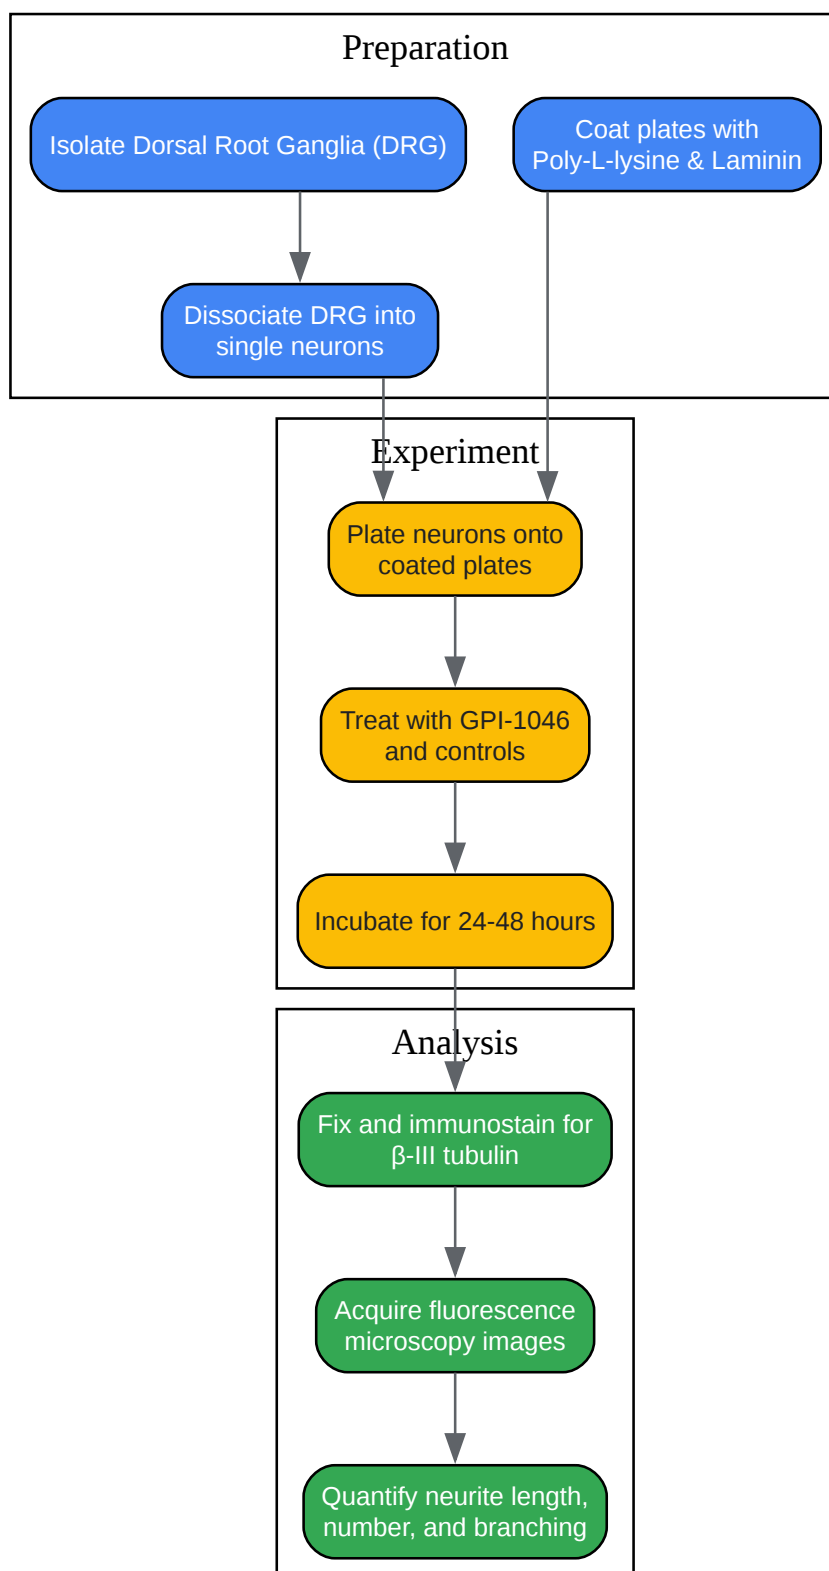 Preparation
Isolate Dorsal Root Ganglia (DRG)
Coat plates with
Poly-L-lysine & Laminin
Dissociate DRG into
single neurons
Experiment
Plate neurons onto
coated plates
Treat with GPI-1046
and controls
Incubate for 24-48 hours
Analysis
Fix and immunostain for
β-III tubulin
Acquire fluorescence
microscopy images
Quantify neurite length,
number, and branching